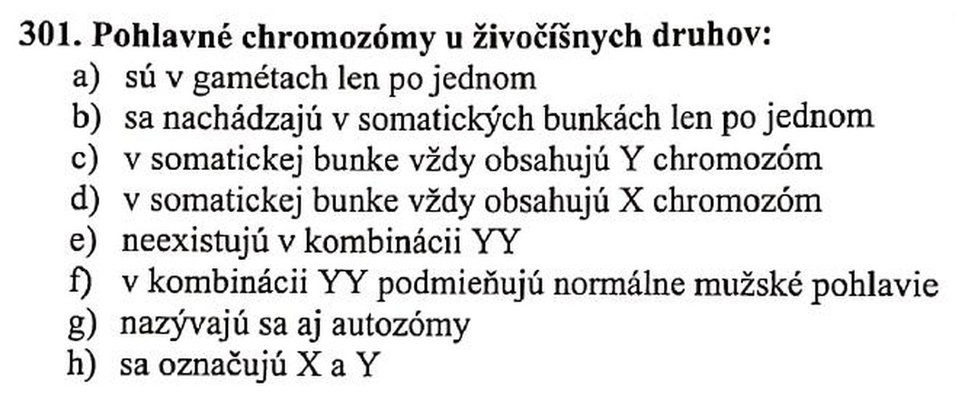 301. Pohlavné chromozómy u živočíšnych druhov:
a) sú v gamétach len po jednom
b) sa nachádzajú v somatických bunkách len po jednom
c) v somatickej bunke vždy obsahujú Y chromozóm
d) v somatickej bunke vždy obsahujú X chromozóm
e) neexistujú v kombinácii YY
f) v kombinácii YY podmieňujú normálne mužské pohlavie
g) nazývajú sa aj autozómy
h) sa označujú X a Y